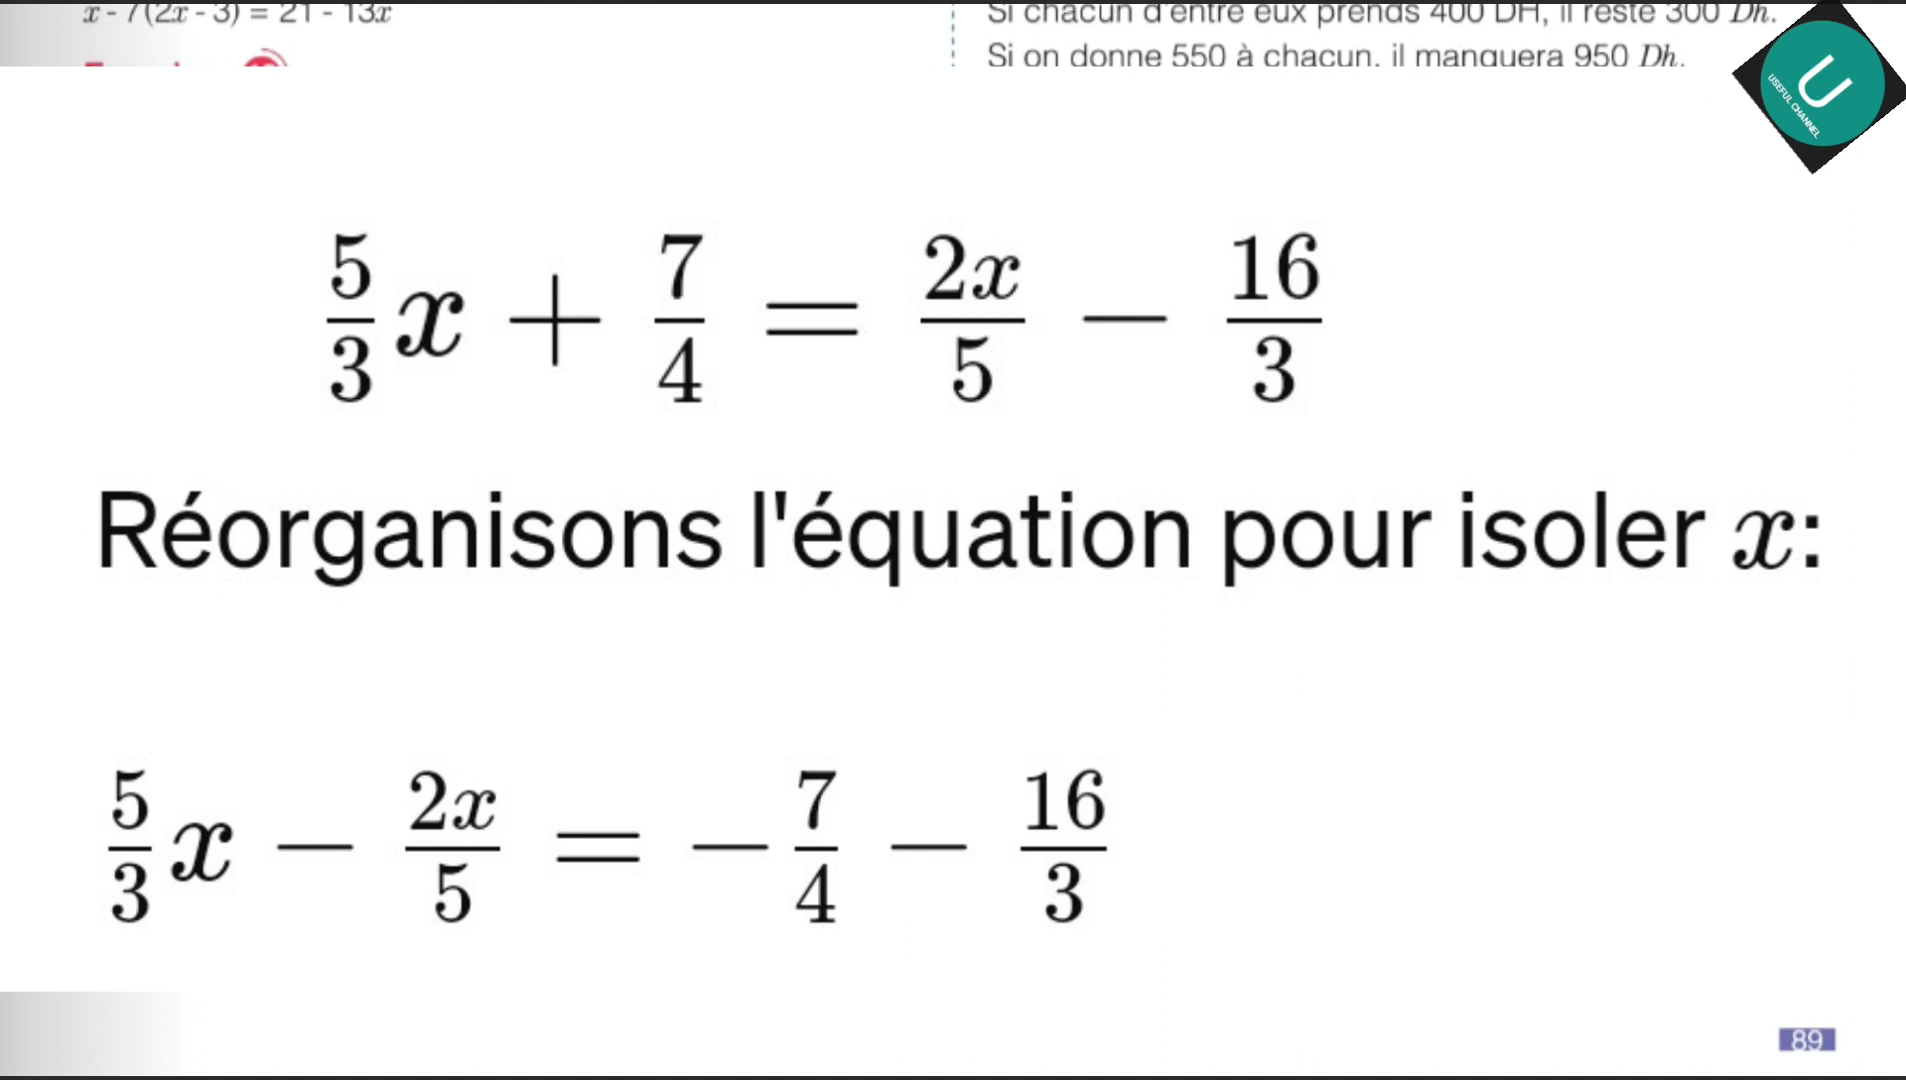 x - 7(2x - 3) = 21 - 13x
Si chacun d'entre eux prends 400 DH, il reste 300 Dh.
Si on donne 550 à chacun, il manquera 950 Dh.
U
USEFUL CHANNEL
5/3 x + 7/4 = 2x/5 - 16/3
Réorganisons l'équation pour isoler x:
5/3 x - 2x/5 = - 7/4 - 16/3
89